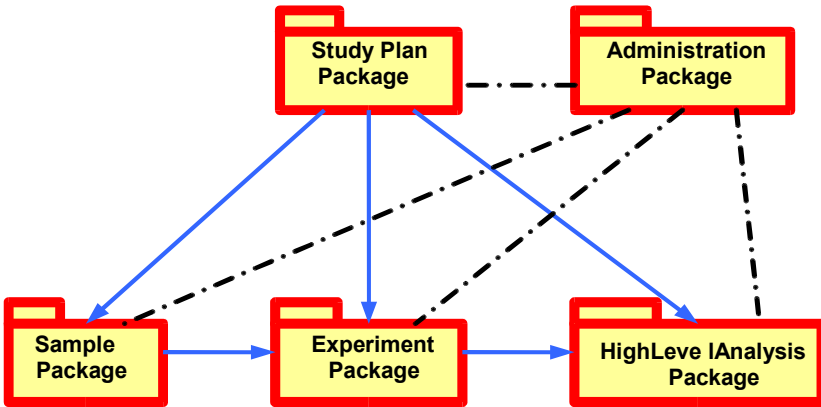 Study Plan
Package
Administration
Package
Sample
Package
Experiment
Package
HighLeve lAnalysis
Package